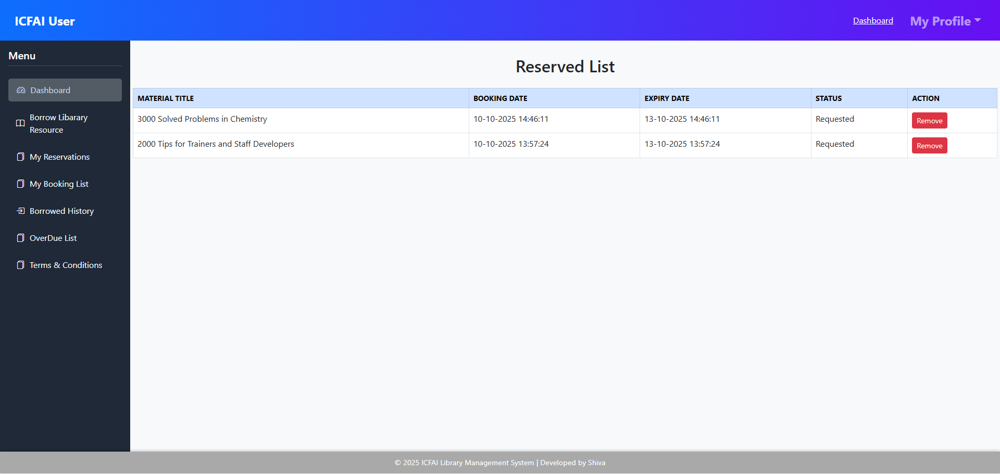 ICFAI User
Dashboard
My Profile
Menu
Dashboard
Borrow Libarary
Resource
My Reservations
My Booking List
Borrowed History
OverDue List
Terms & Conditions
Reserved List
MATERIAL TITLE BOOKING DATE EXPIRY DATE STATUS ACTION
3000 Solved Problems in Chemistry 10-10-2025 14:46:11 13-10-2025 14:46:11 Requested Remove
2000 Tips for Trainers and Staff Developers 10-10-2025 13:57:24 13-10-2025 13:57:24 Requested Remove
© 2025 ICFAI Library Management System | Developed by Shiva